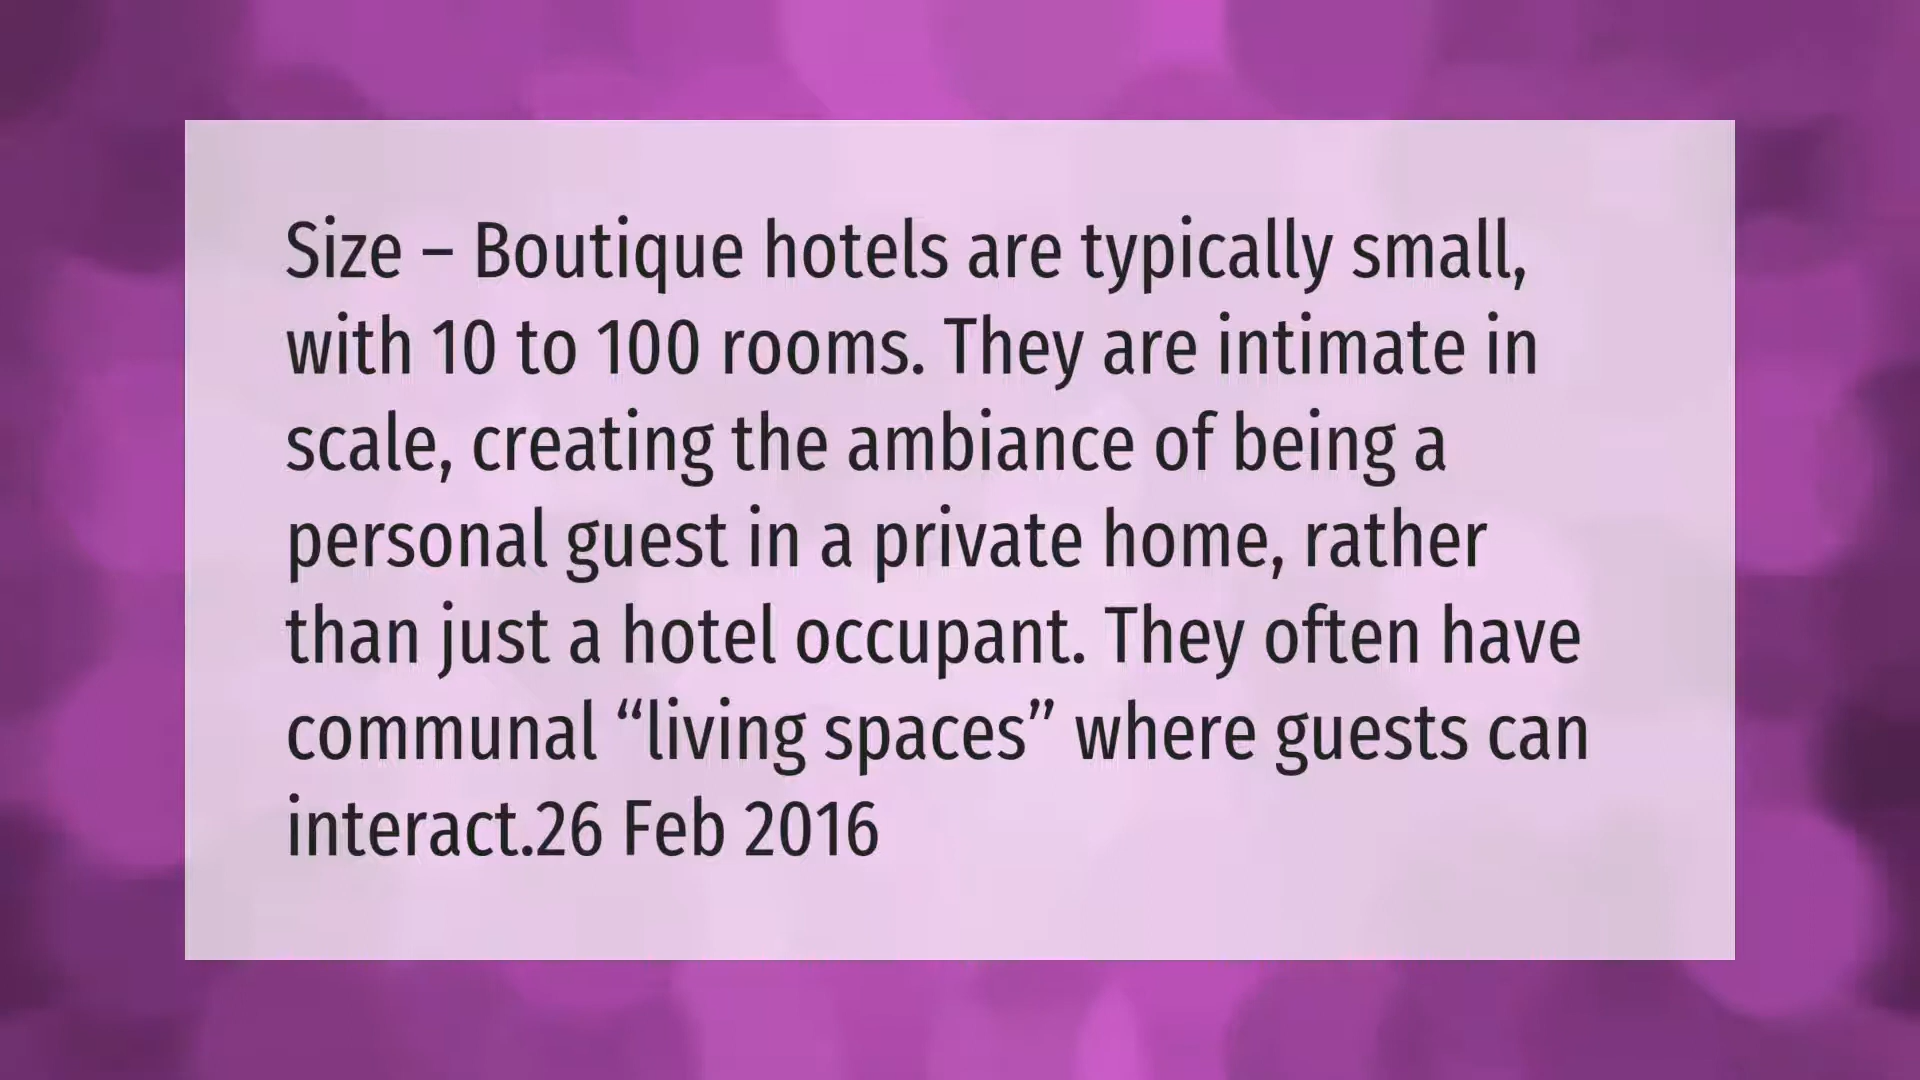 Size – Boutique hotels are typically small,
with 10 to 100 rooms. They are intimate in
scale, creating the ambiance of being a
personal guest in a private home, rather
than just a hotel occupant. They often have
communal “living spaces” where guests can
interact.26 Feb 2016